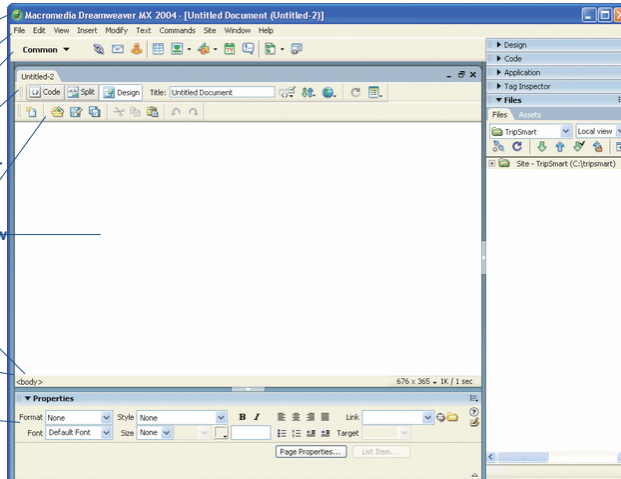 Macromedia Dreamweaver MX 2004 - [Untitled Document (Untitled-2)]
File Edit View Insert Modify Text Commands Site Window Help
Common
Design
Code
Application
Tag Inspector
Files
Files Assets
TripSmart Local view
Site - TripSmart (C:\tripsmart)
Untitled-2
Code Split Design Title: Untitled Document
<body> 676 x 365 1K / 1 sec
Properties
Format None Style None B I Link
Font Default Font Size None Target
Page Properties... List Item...